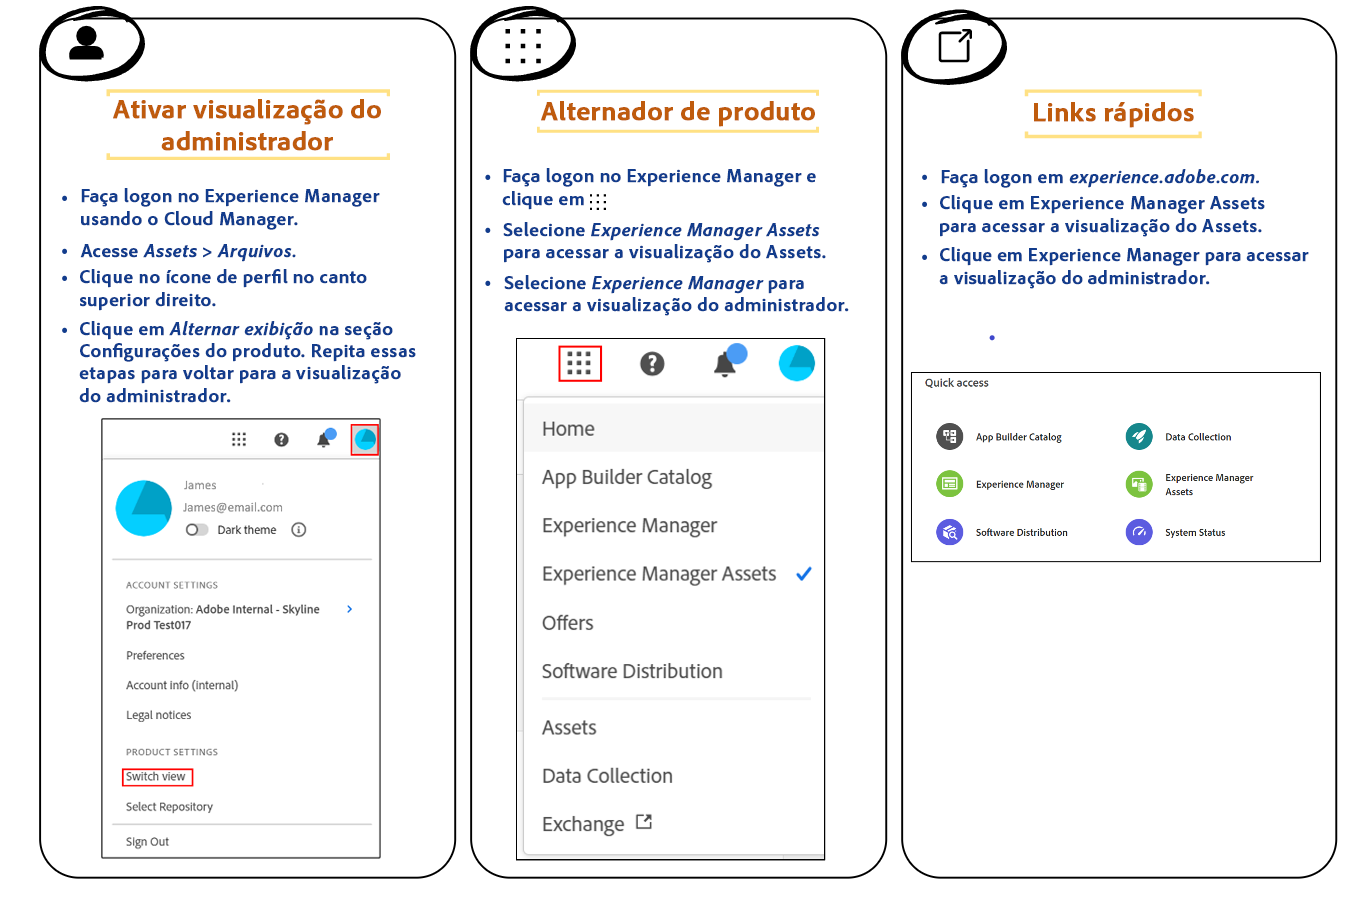 Ativar visualização do
administrador
Faça logon no Experience Manager
usando o Cloud Manager.
Acesse Assets > Arquivos.
Clique no ícone de perfil no canto
superior direito.
Clique em Alternar exibição na seção
Configurações do produto. Repita essas
etapas para voltar para a visualização
do administrador.
James
James@email.com
Dark theme
ACCOUNT SETTINGS
Organization: Adobe Internal - Skyline
Prod Test017
Preferences
Account info (internal)
Legal notices
PRODUCT SETTINGS
Switch view
Select Repository
Sign Out
Alternador de produto
Faça logon no Experience Manager e
clique em
Selecione Experience Manager Assets
para acessar a visualização do Assets.
Selecione Experience Manager para
acessar a visualização do administrador.
Home
App Builder Catalog
Experience Manager
Experience Manager Assets
Offers
Software Distribution
Assets
Data Collection
Exchange
Links rápidos
Faça logon em experience.adobe.com.
Clique em Experience Manager Assets
para acessar a visualização do Assets.
Clique em Experience Manager para acessar
a visualização do administrador.
Quick access
App Builder Catalog
Data Collection
Experience Manager
Experience Manager
Assets
Software Distribution
System Status